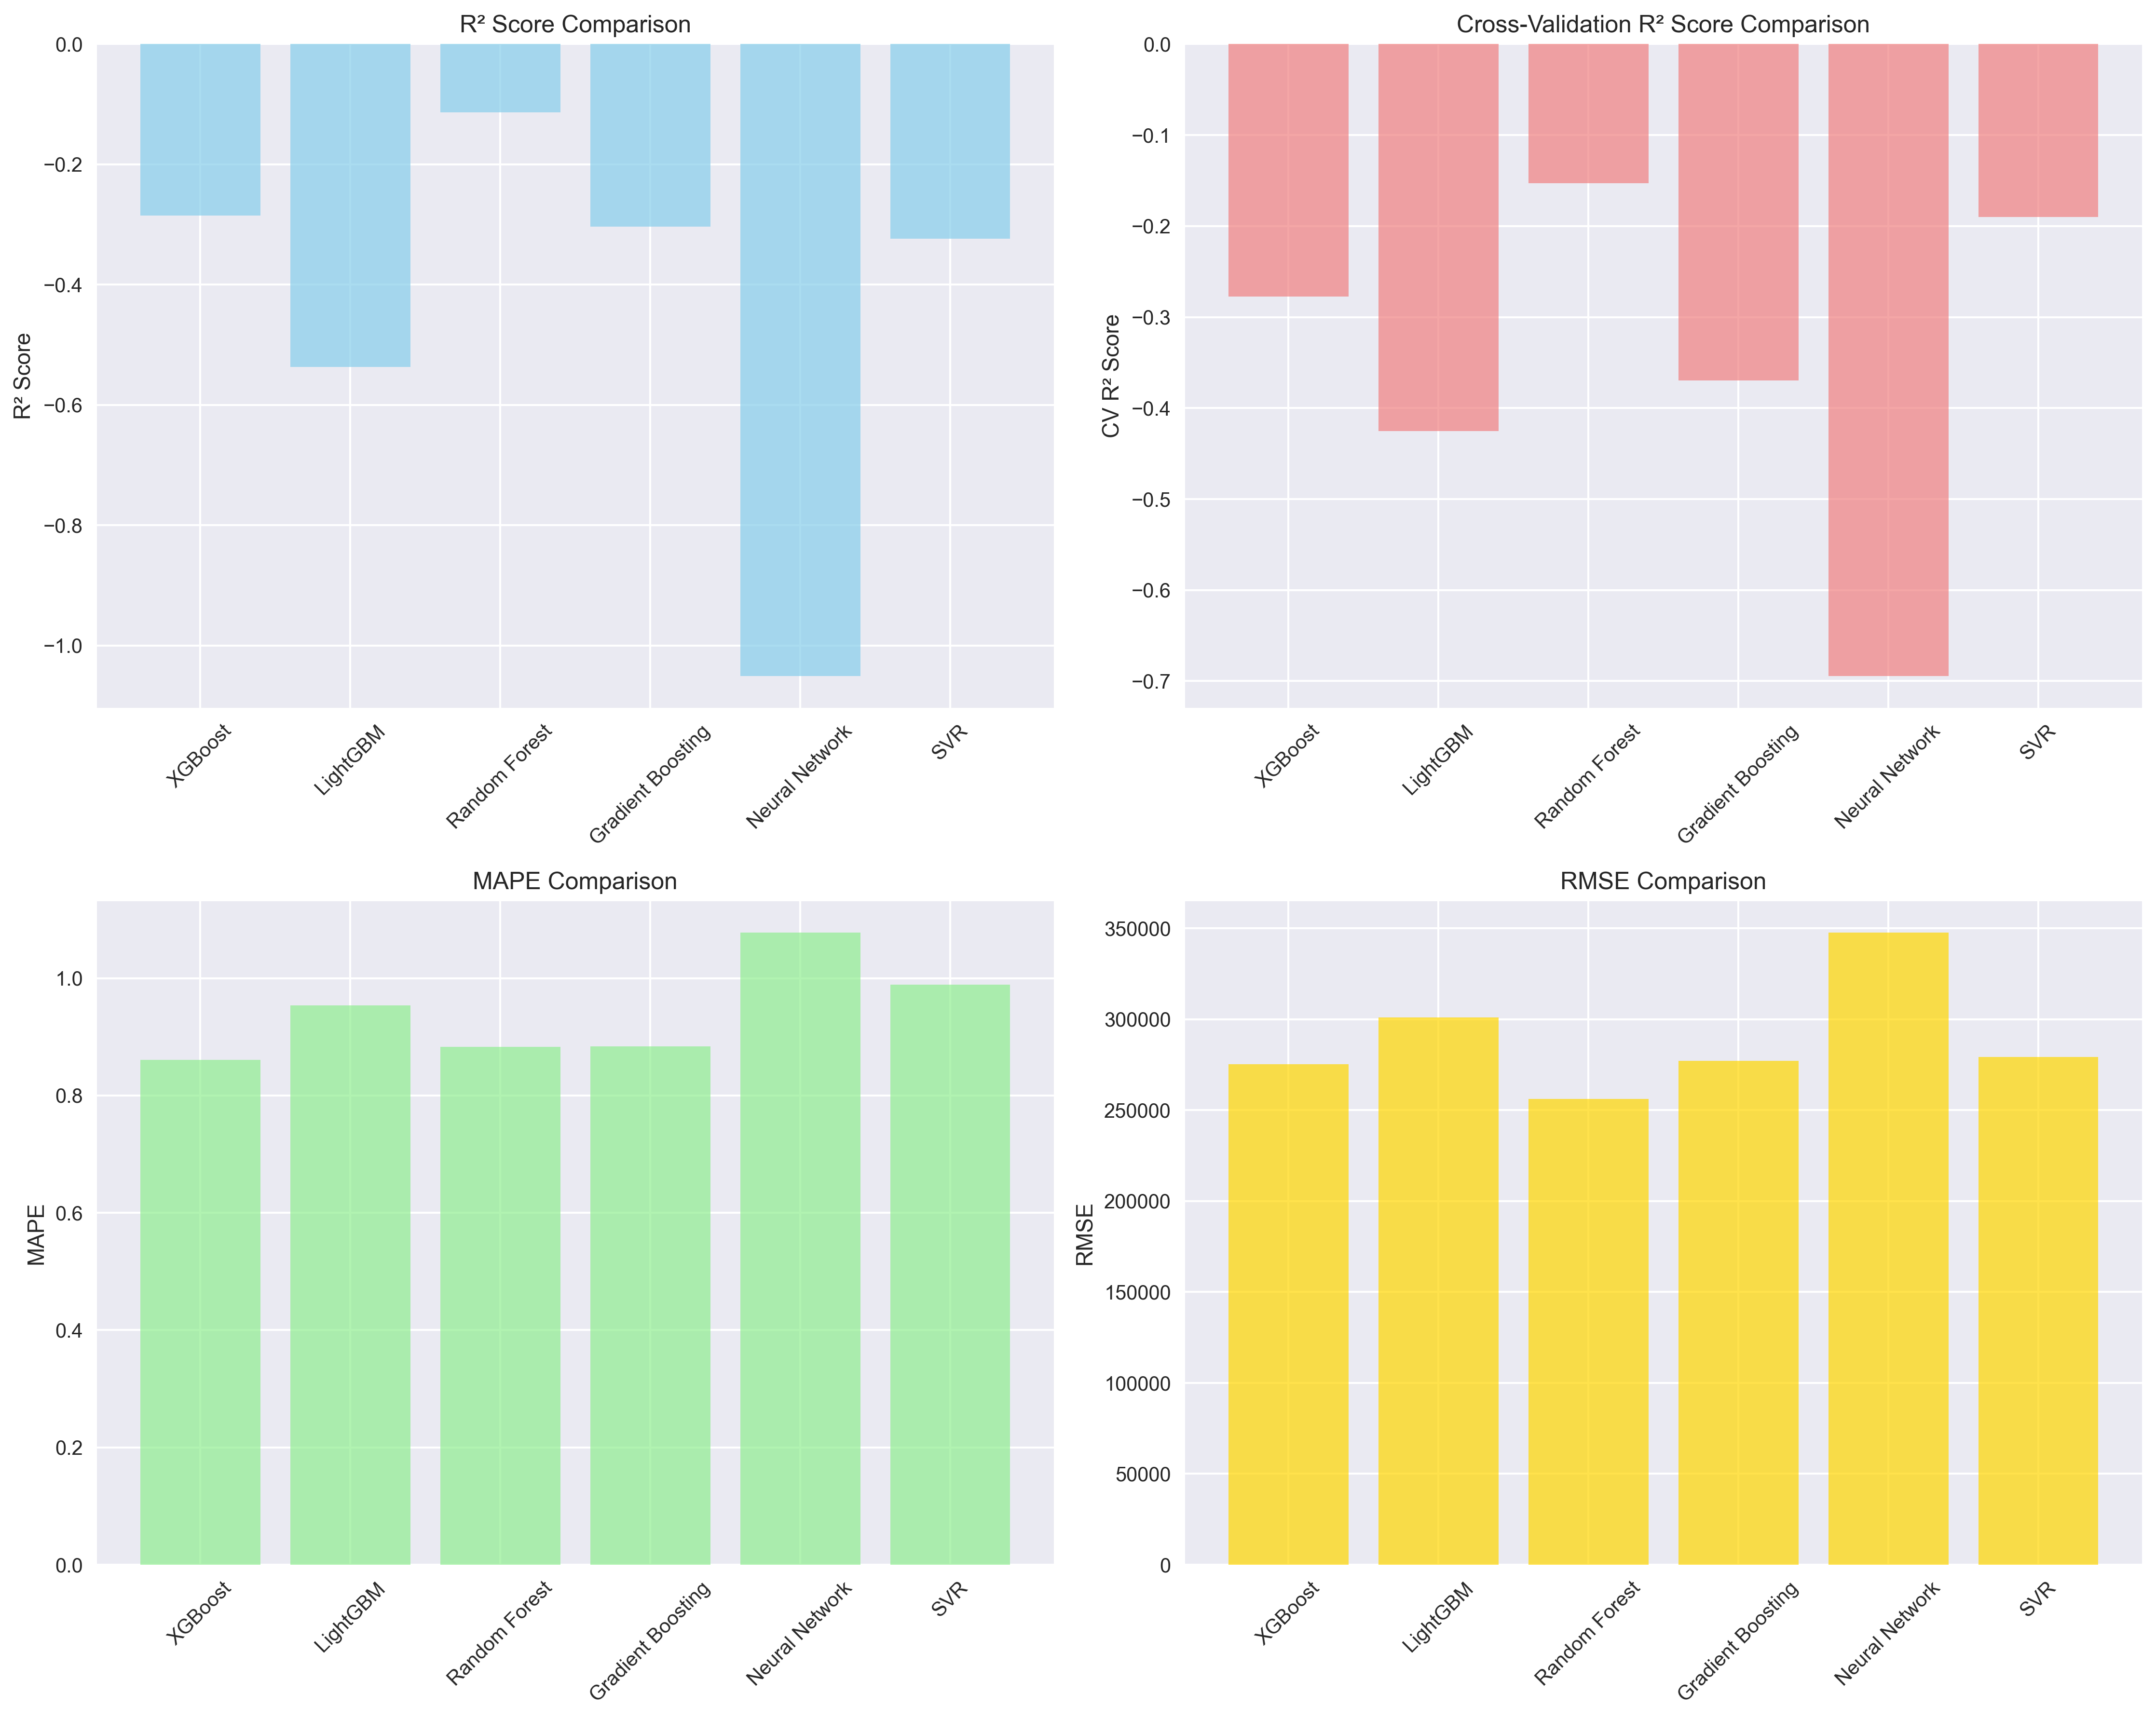 R² Score Comparison
0.0
−0.2
−0.4
−0.6
−0.8
−1.0
R² Score
XGBoost
LightGBM
Random Forest
Gradient Boosting
Neural Network
SVR
Cross-Validation R² Score Comparison
0.0
−0.1
−0.2
−0.3
−0.4
−0.5
−0.6
−0.7
CV R² Score
XGBoost
LightGBM
Random Forest
Gradient Boosting
Neural Network
SVR
MAPE Comparison
1.0
0.8
0.6
0.4
0.2
0.0
MAPE
XGBoost
LightGBM
Random Forest
Gradient Boosting
Neural Network
SVR
RMSE Comparison
350000
300000
250000
200000
150000
100000
50000
0
RMSE
XGBoost
LightGBM
Random Forest
Gradient Boosting
Neural Network
SVR